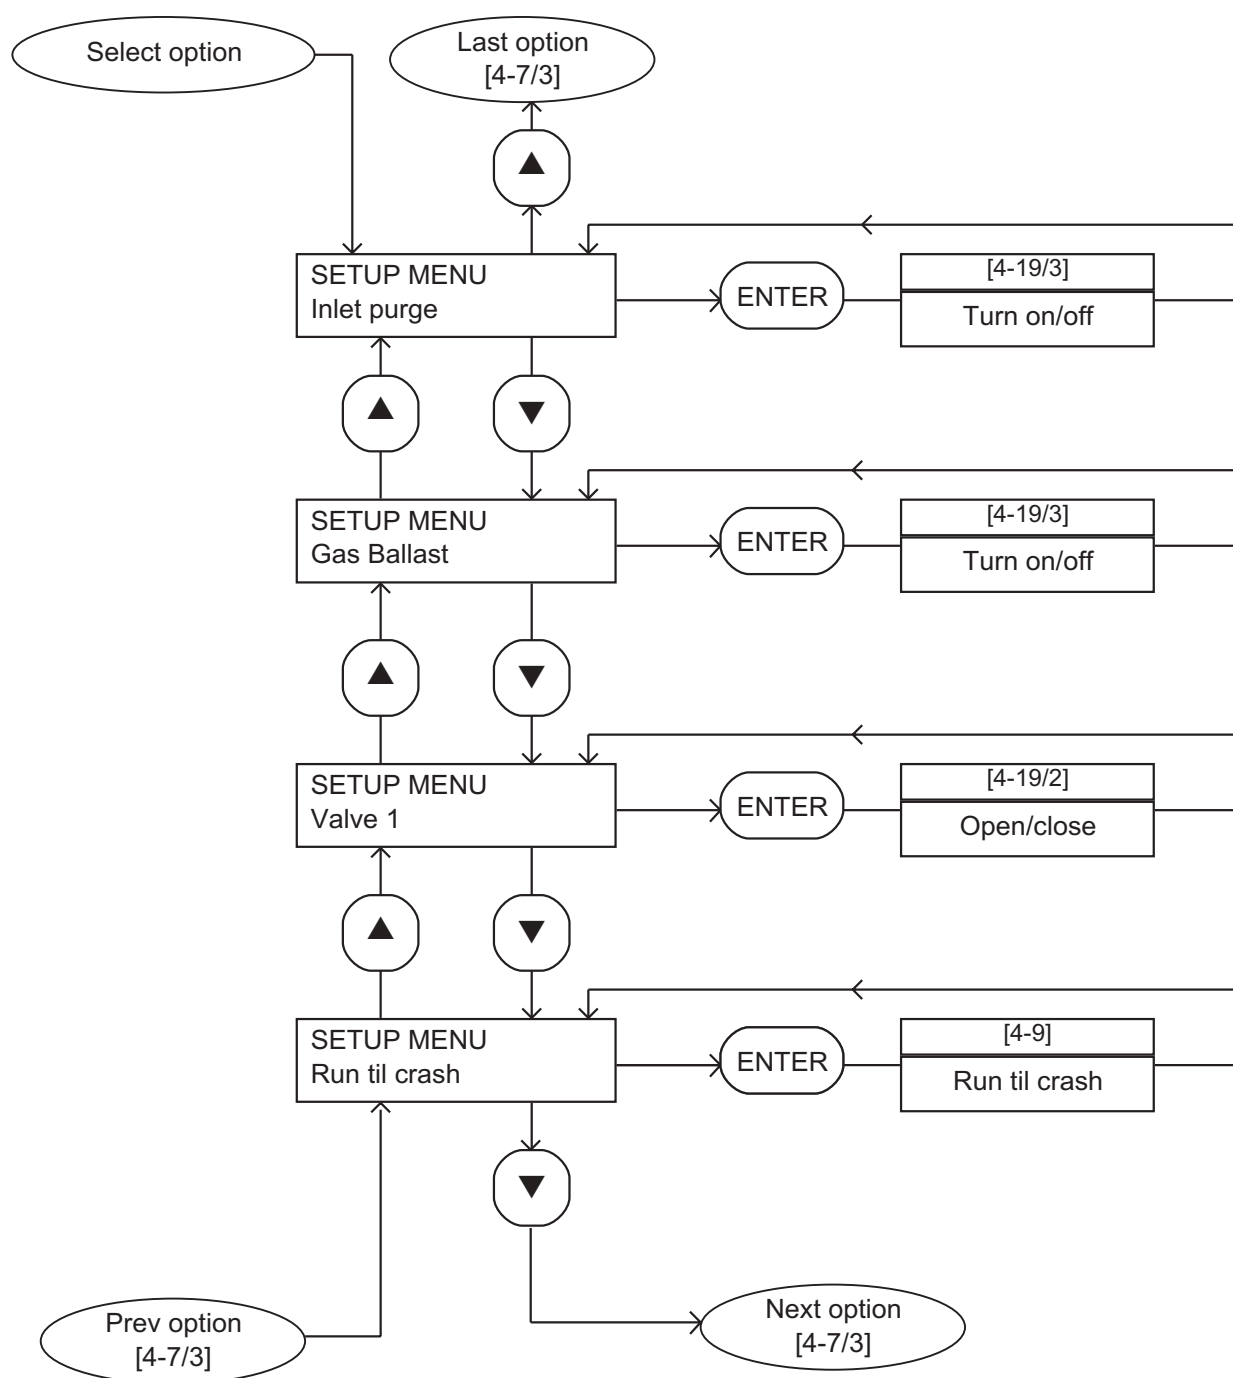 Select option
Last option
[4-7/3]
▲
SETUP MENU
Inlet purge
ENTER
[4-19/3]
Turn on/off
▲
▼
SETUP MENU
Gas Ballast
ENTER
[4-19/3]
Turn on/off
▲
▼
SETUP MENU
Valve 1
ENTER
[4-19/2]
Open/close
▲
▼
SETUP MENU
Run til crash
ENTER
[4-9]
Run til crash
▼
Prev option
[4-7/3]
Next option
[4-7/3]